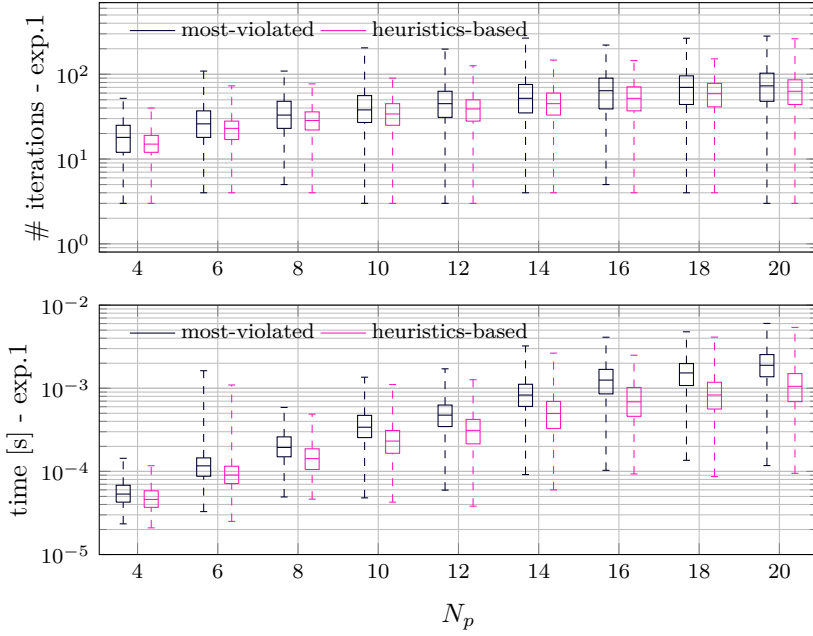 most-violated heuristics-based
# iterations - exp.1
10^2
10^1
10^0
4 6 8 10 12 14 16 18 20
most-violated heuristics-based
time [s] - exp.1
10^−2
10^−3
10^−4
10^−5
4 6 8 10 12 14 16 18 20
N_p